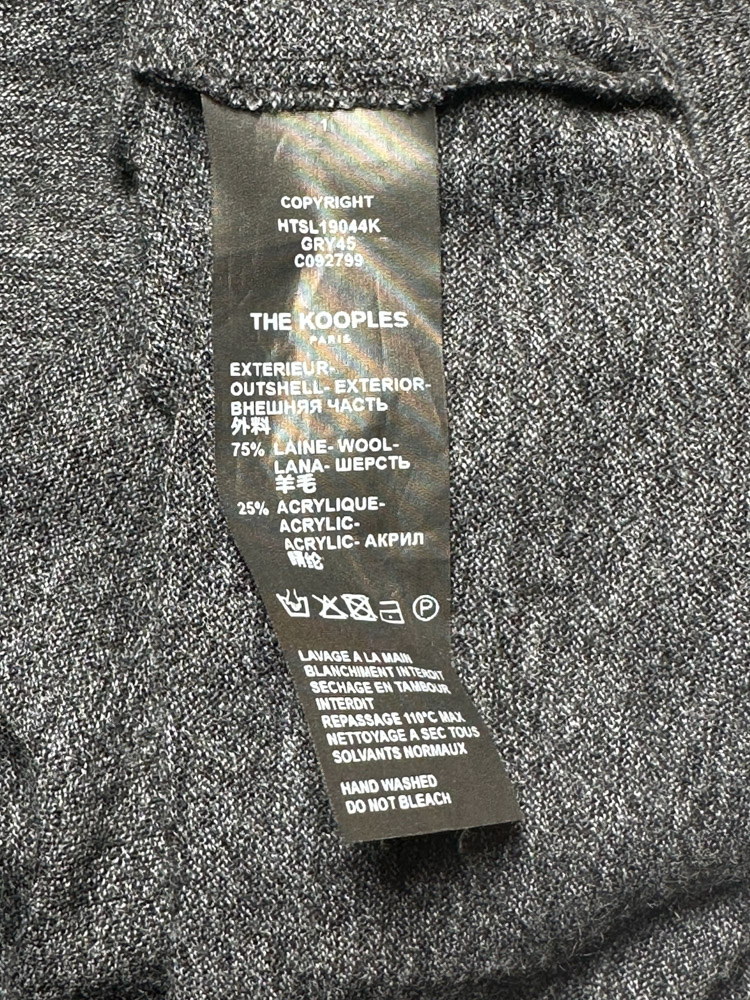 1
COPYRIGHT
HTSL19044K
GRY45
C092799
THE KOOPLES
PARIS
EXTERIEUR-
OUTSHELL- EXTERIOR-
ВНЕШНЯЯ ЧАСТЬ
外料
75% LAINE- WOOL-
LANA- ШЕРСТЬ
羊毛
25% ACRYLIQUE-
ACRYLIC-
ACRYLIC- АКРИЛ
P
LAVAGE A LA MAIN
BLANCHIMENT INTERDIT
SECHAGE EN TAMBOUR
INTERDIT
REPASSAGE 110°C MAX
NETTOYAGE A SEC TOUS
SOLVANTS NORMAUX
HAND WASHED
DO NOT BLEACH